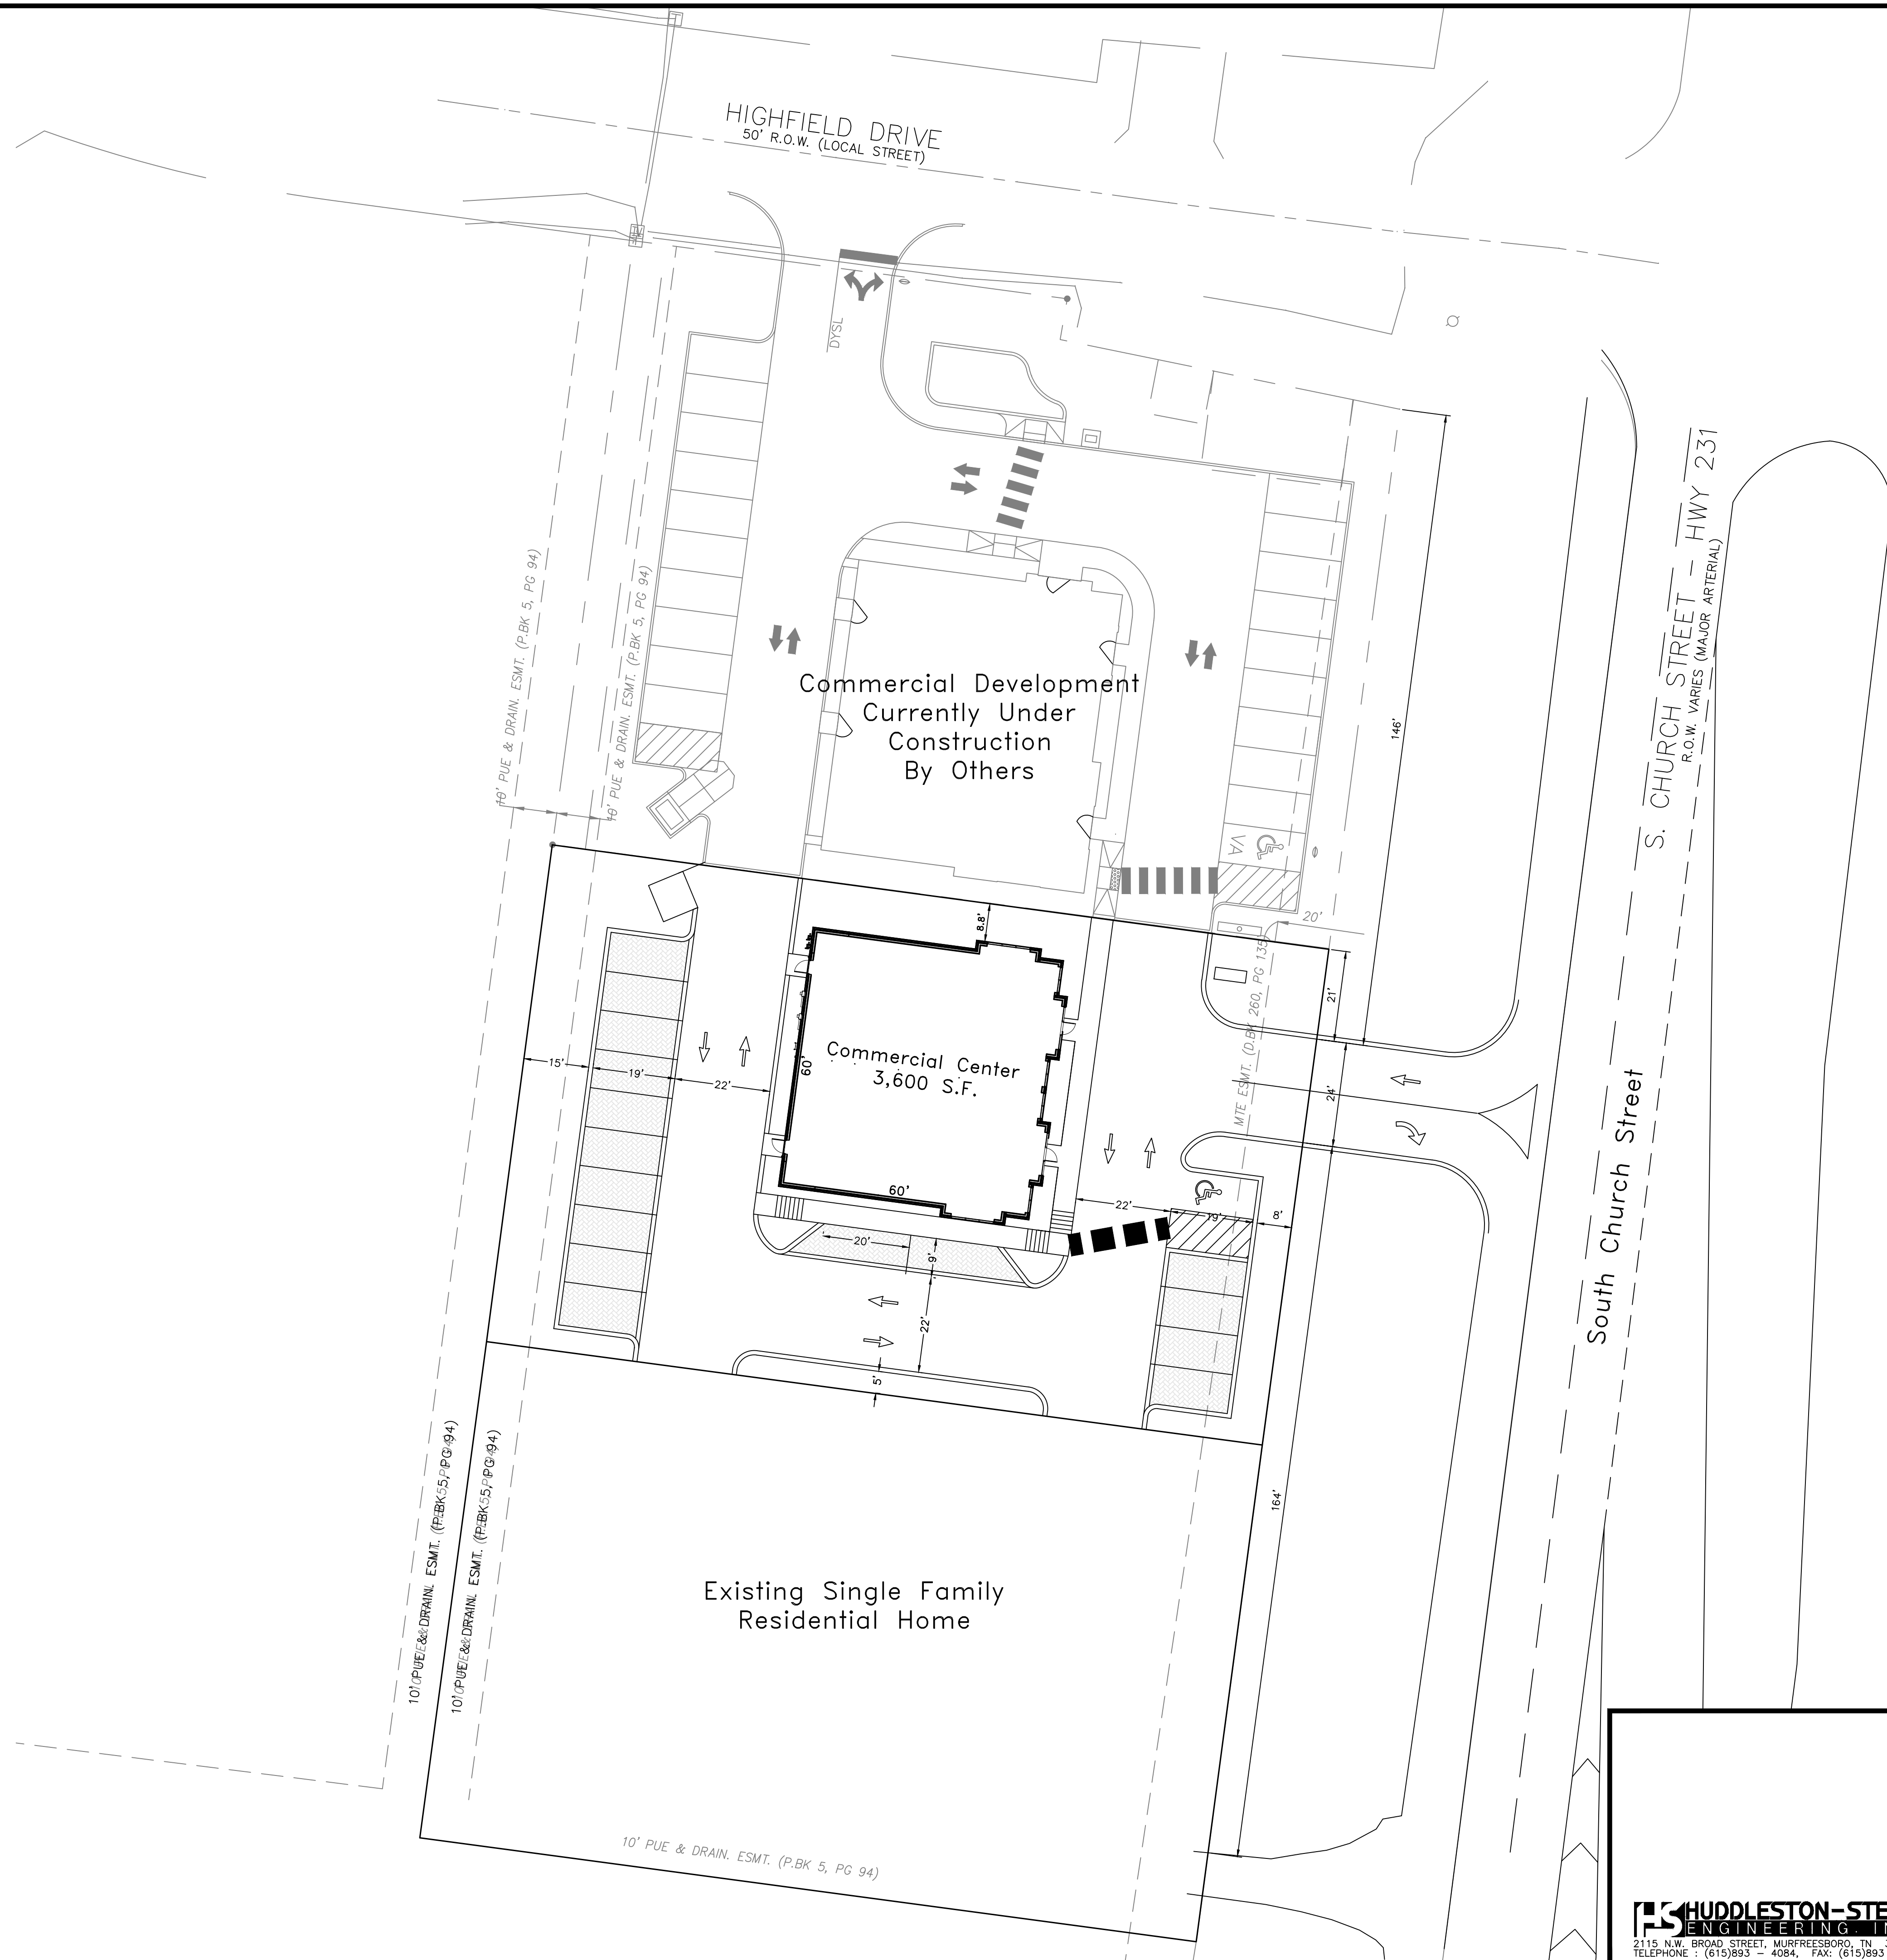 HIGHFIELD DRIVE
50' R.O.W. (LOCAL STREET)
DYSL
S. CHURCH STREET - HWY 231
R.O.W. VARIES (MAJOR ARTERIAL)
10' PUE & DRAIN. ESMT. (P.BK 5, PG 94)
10' PUE & DRAIN. ESMT. (P.BK 5, PG 94)
Commercial Development
Currently Under
Construction
By Others
146'
VA
20'
8.8'
MTE ESMT. (D.BK 260, PG 135)
21'
Commercial Center
3,600 S.F.
60'
60'
15'
19'
22'
24'
22'
19'
8'
20'
9'
22'
5'
South Church Street
164'
10' PUE & DRAIN. ESMT. (P.BK 5, PG 94)
10' PUE & DRAIN. ESMT. (P.BK 5, PG 94)
Existing Single Family
Residential Home
10' PUE & DRAIN. ESMT. (P.BK 5, PG 94)
HS HUDDLESTON-STE
ENGINEERING, IN
2115 N.W. BROAD STREET, MURFREESBORO, TN
TELEPHONE : (615)893 - 4084, FAX: (615)893